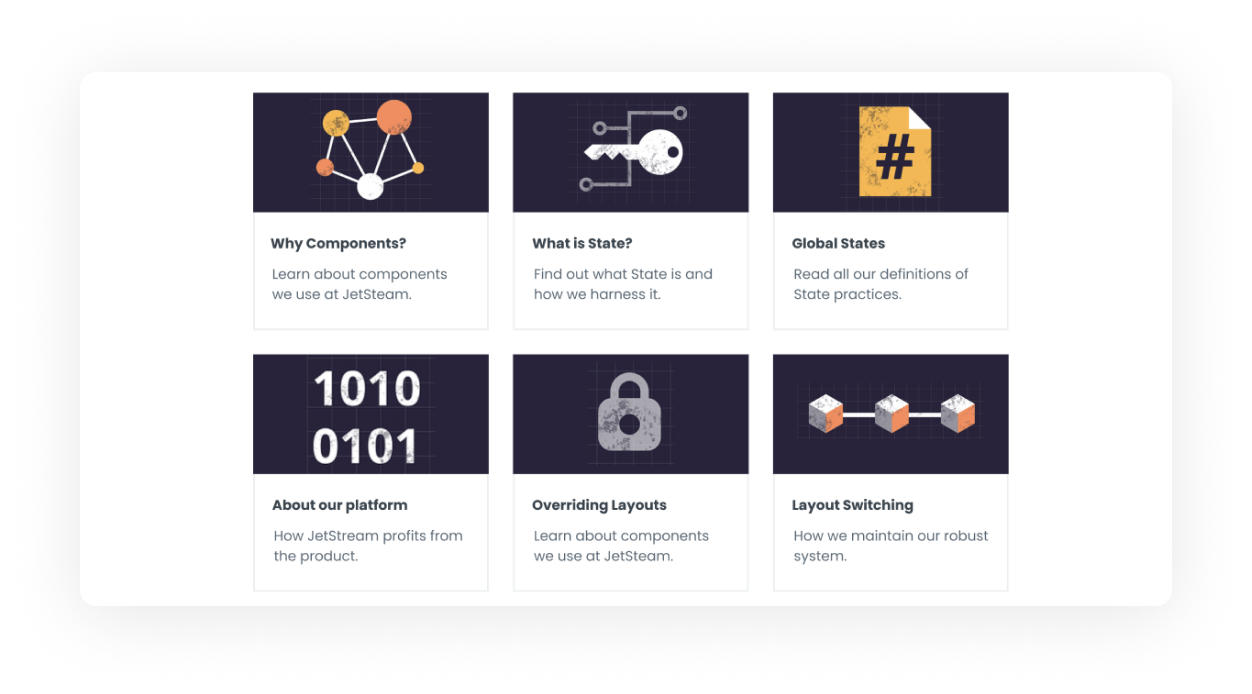 #
Why Components?
Learn about components
we use at JetSteam.
What is State?
Find out what State is and
how we harness it.
Global States
Read all our definitions of
State practices.
1010
0101
About our platform
How JetStream profits from
the product.
Overriding Layouts
Learn about components
we use at JetSteam.
Layout Switching
How we maintain our robust
system.